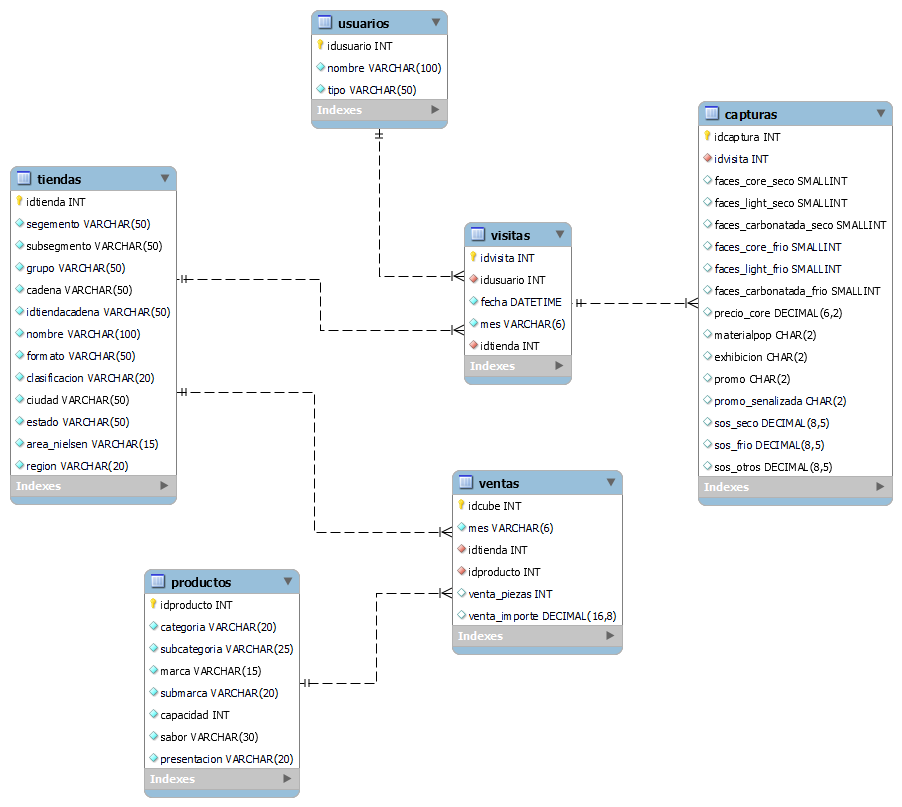 usuarios
idusuario INT
nombre VARCHAR(100)
tipo VARCHAR(50)
Indexes
capturas
idcaptura INT
idvisita INT
faces_core_seco SMALLINT
faces_light_seco SMALLINT
faces_carbonatada_seco SMALLINT
faces_core_frio SMALLINT
faces_light_frio SMALLINT
faces_carbonatada_frio SMALLINT
precio_core DECIMAL(6,2)
materialpop CHAR(2)
exhibicion CHAR(2)
promo CHAR(2)
promo_senalizada CHAR(2)
sos_seco DECIMAL(8,5)
sos_frio DECIMAL(8,5)
sos_otros DECIMAL(8,5)
Indexes
tiendas
idtienda INT
segemento VARCHAR(50)
subsegmento VARCHAR(50)
grupo VARCHAR(50)
cadena VARCHAR(50)
idtiendacadena VARCHAR(50)
nombre VARCHAR(100)
formato VARCHAR(50)
clasificacion VARCHAR(20)
ciudad VARCHAR(50)
estado VARCHAR(50)
area_nielsen VARCHAR(15)
region VARCHAR(20)
Indexes
visitas
idvisita INT
idusuario INT
fecha DATETIME
mes VARCHAR(6)
idtienda INT
Indexes
ventas
idcube INT
mes VARCHAR(6)
idtienda INT
idproducto INT
venta_piezas INT
venta_importe DECIMAL(16,8)
Indexes
productos
idproducto INT
categoria VARCHAR(20)
subcategoria VARCHAR(25)
marca VARCHAR(15)
submarca VARCHAR(20)
capacidad INT
sabor VARCHAR(30)
presentacion VARCHAR(20)
Indexes